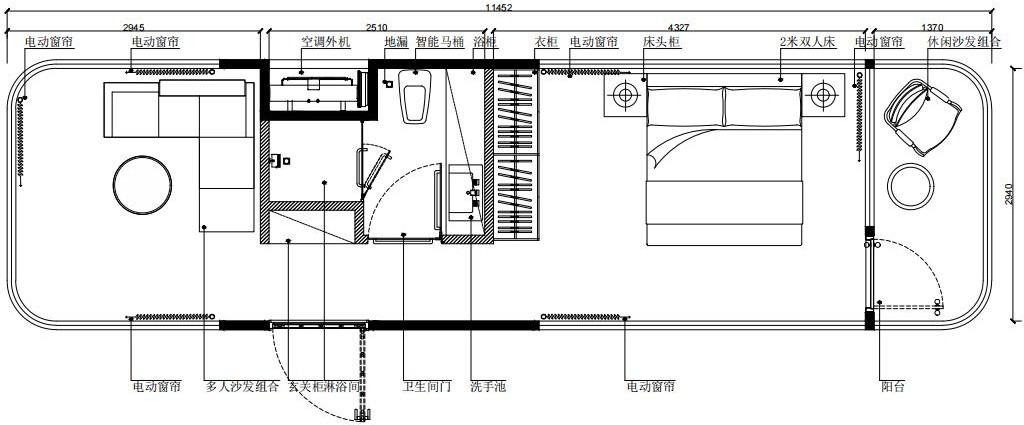 11452
2945
2510
4327
1370
电动窗帘
电动窗帘
空调外机
地漏
智能马桶
浴柜
衣柜
电动窗帘
床头柜
2米双人床
电动窗帘
休闲沙发组合
2940
电动窗帘
多人沙发组合
玄关柜
淋浴间
卫生间门
洗手池
电动窗帘
阳台